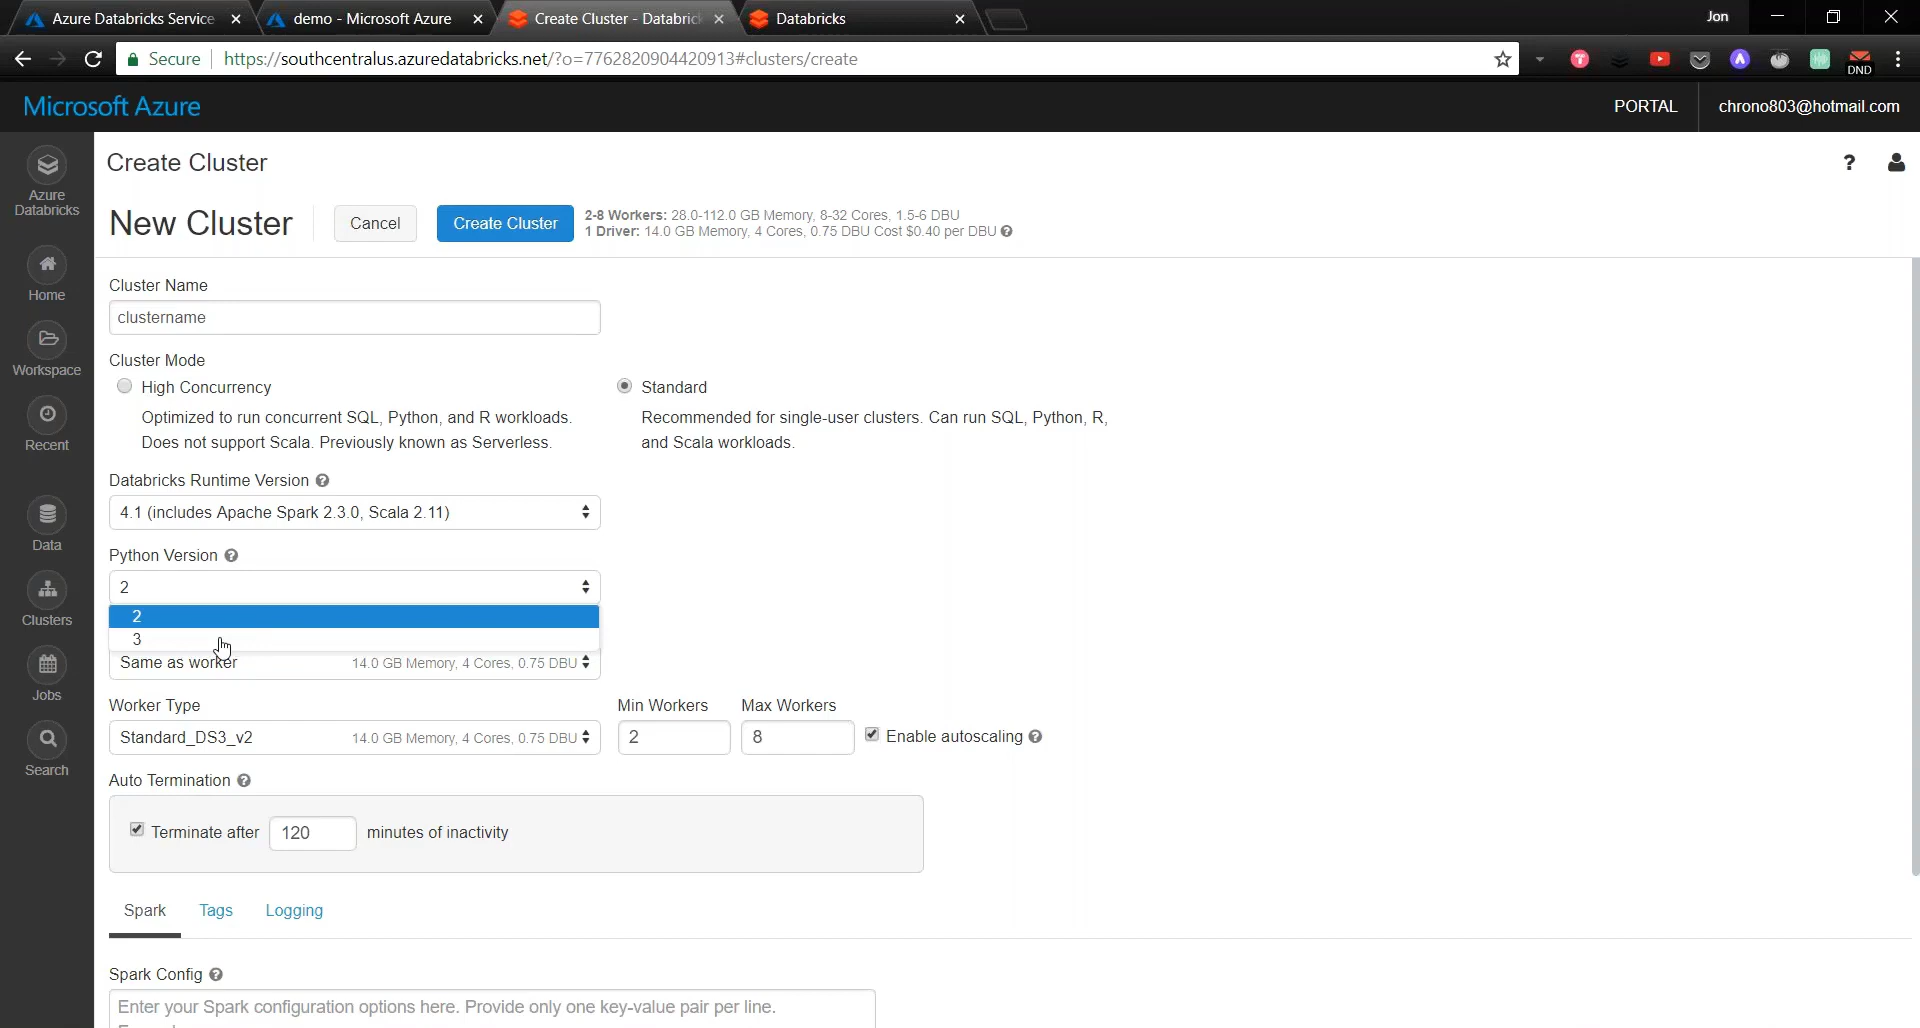 Azure Databricks Service
demo - Microsoft Azure
Create Cluster - Databric
Databricks
Jon
Secure
https://southcentralus.azuredatabricks.net/?o=7762820904420913#clusters/create
DND
Microsoft Azure
PORTAL
chrono803@hotmail.com
Azure
Databricks
Home
Workspace
Recent
Data
Clusters
Jobs
Search
Create Cluster
?
New Cluster
Cancel
Create Cluster
2-8 Workers: 28.0-112.0 GB Memory, 8-32 Cores, 1.5-6 DBU
1 Driver: 14.0 GB Memory, 4 Cores, 0.75 DBU Cost $0.40 per DBU ?
Cluster Name
clustername
Cluster Mode
High Concurrency
Optimized to run concurrent SQL, Python, and R workloads.
Does not support Scala. Previously known as Serverless.
Standard
Recommended for single-user clusters. Can run SQL, Python, R,
and Scala workloads.
Databricks Runtime Version ?
4.1 (includes Apache Spark 2.3.0, Scala 2.11)
Python Version ?
2
2
3
Same as worker 14.0 GB Memory, 4 Cores, 0.75 DBU
Worker Type
Standard_DS3_v2 14.0 GB Memory, 4 Cores, 0.75 DBU
Min Workers
2
Max Workers
8
Enable autoscaling ?
Auto Termination ?
Terminate after 120 minutes of inactivity
Spark
Tags
Logging
Spark Config ?
Enter your Spark configuration options here. Provide only one key-value pair per line.